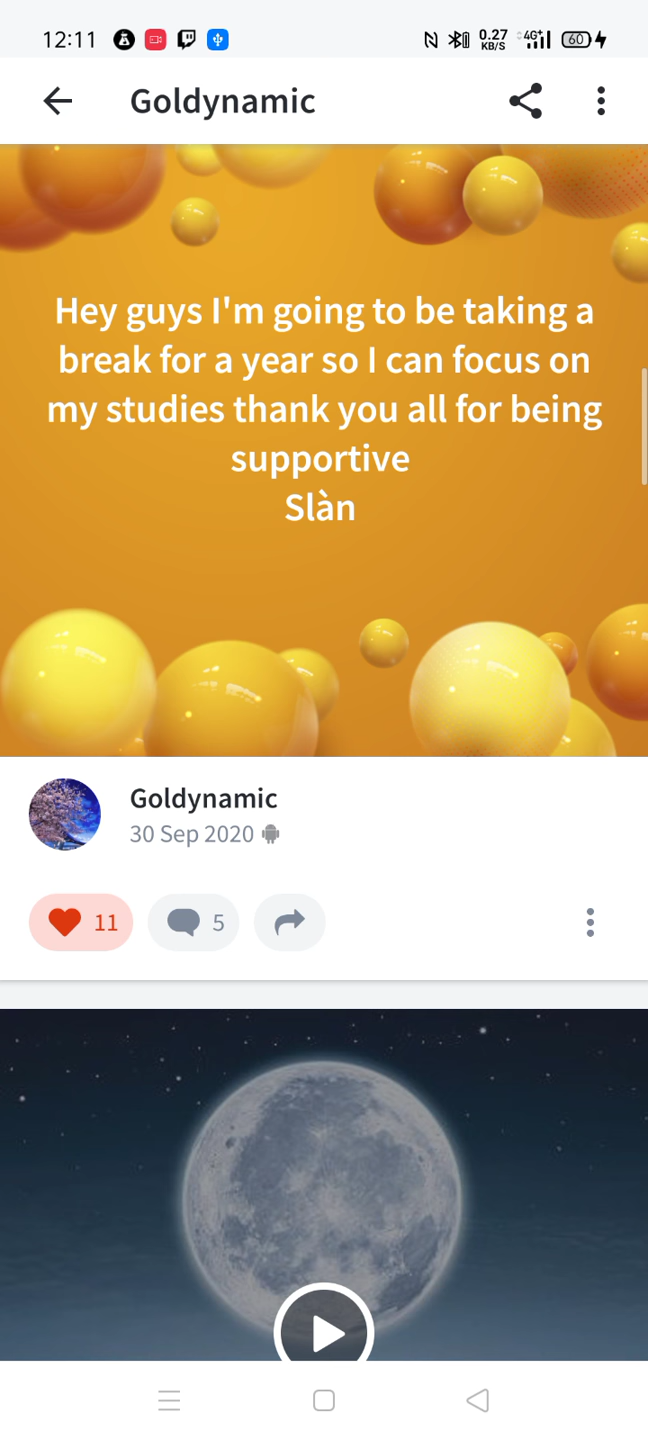 12:11
0.27
KB/S
4G+
60
Goldynamic
Hey guys I'm going to be taking a
break for a year so I can focus on
my studies thank you all for being
supportive
Slàn
Goldynamic
30 Sep 2020
11
5